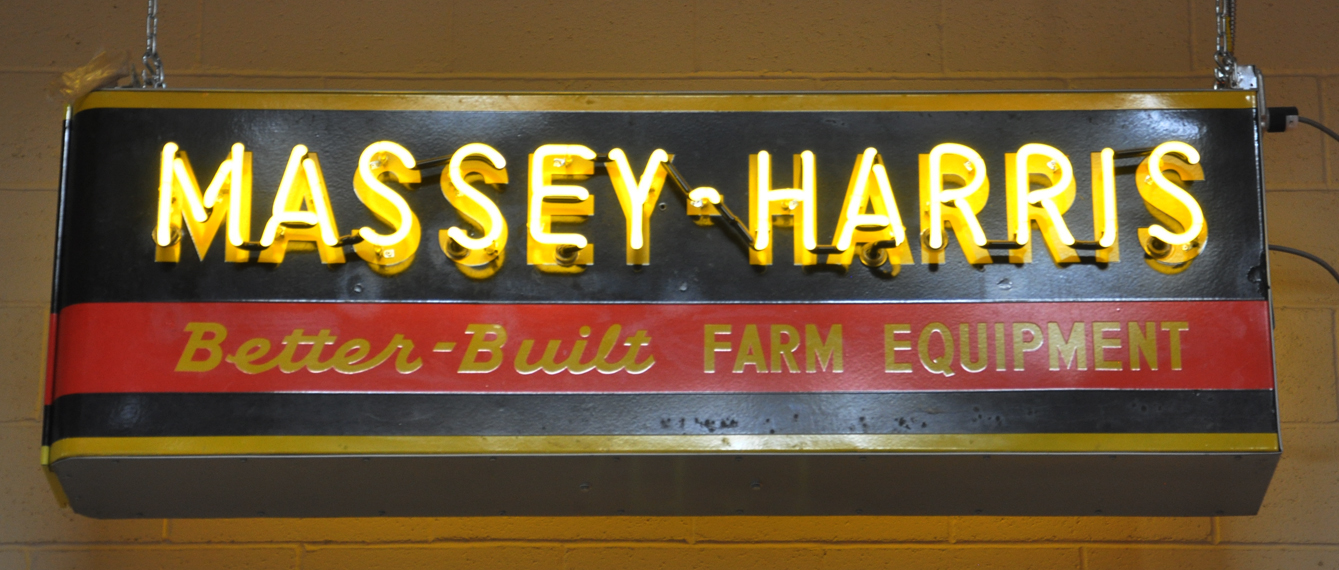 MASSEY-HARRIS
Better-Built FARM EQUIPMENT